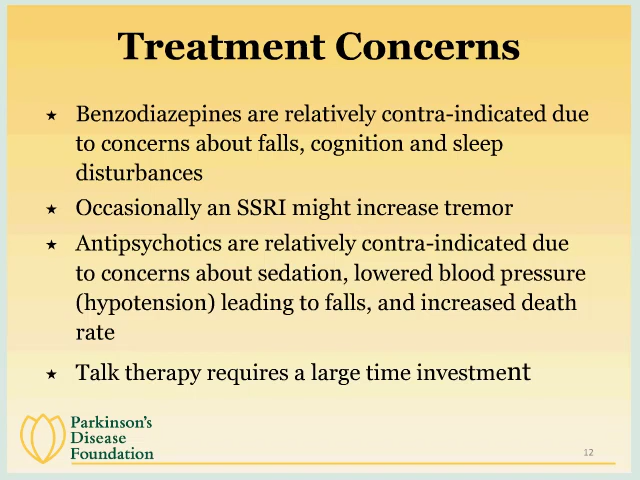 Treatment Concerns
★ Benzodiazepines are relatively contra-indicated due
to concerns about falls, cognition and sleep
disturbances
★ Occasionally an SSRI might increase tremor
★ Antipsychotics are relatively contra-indicated due
to concerns about sedation, lowered blood pressure
(hypotension) leading to falls, and increased death
rate
★ Talk therapy requires a large time investment
Parkinson's
Disease
Foundation
12